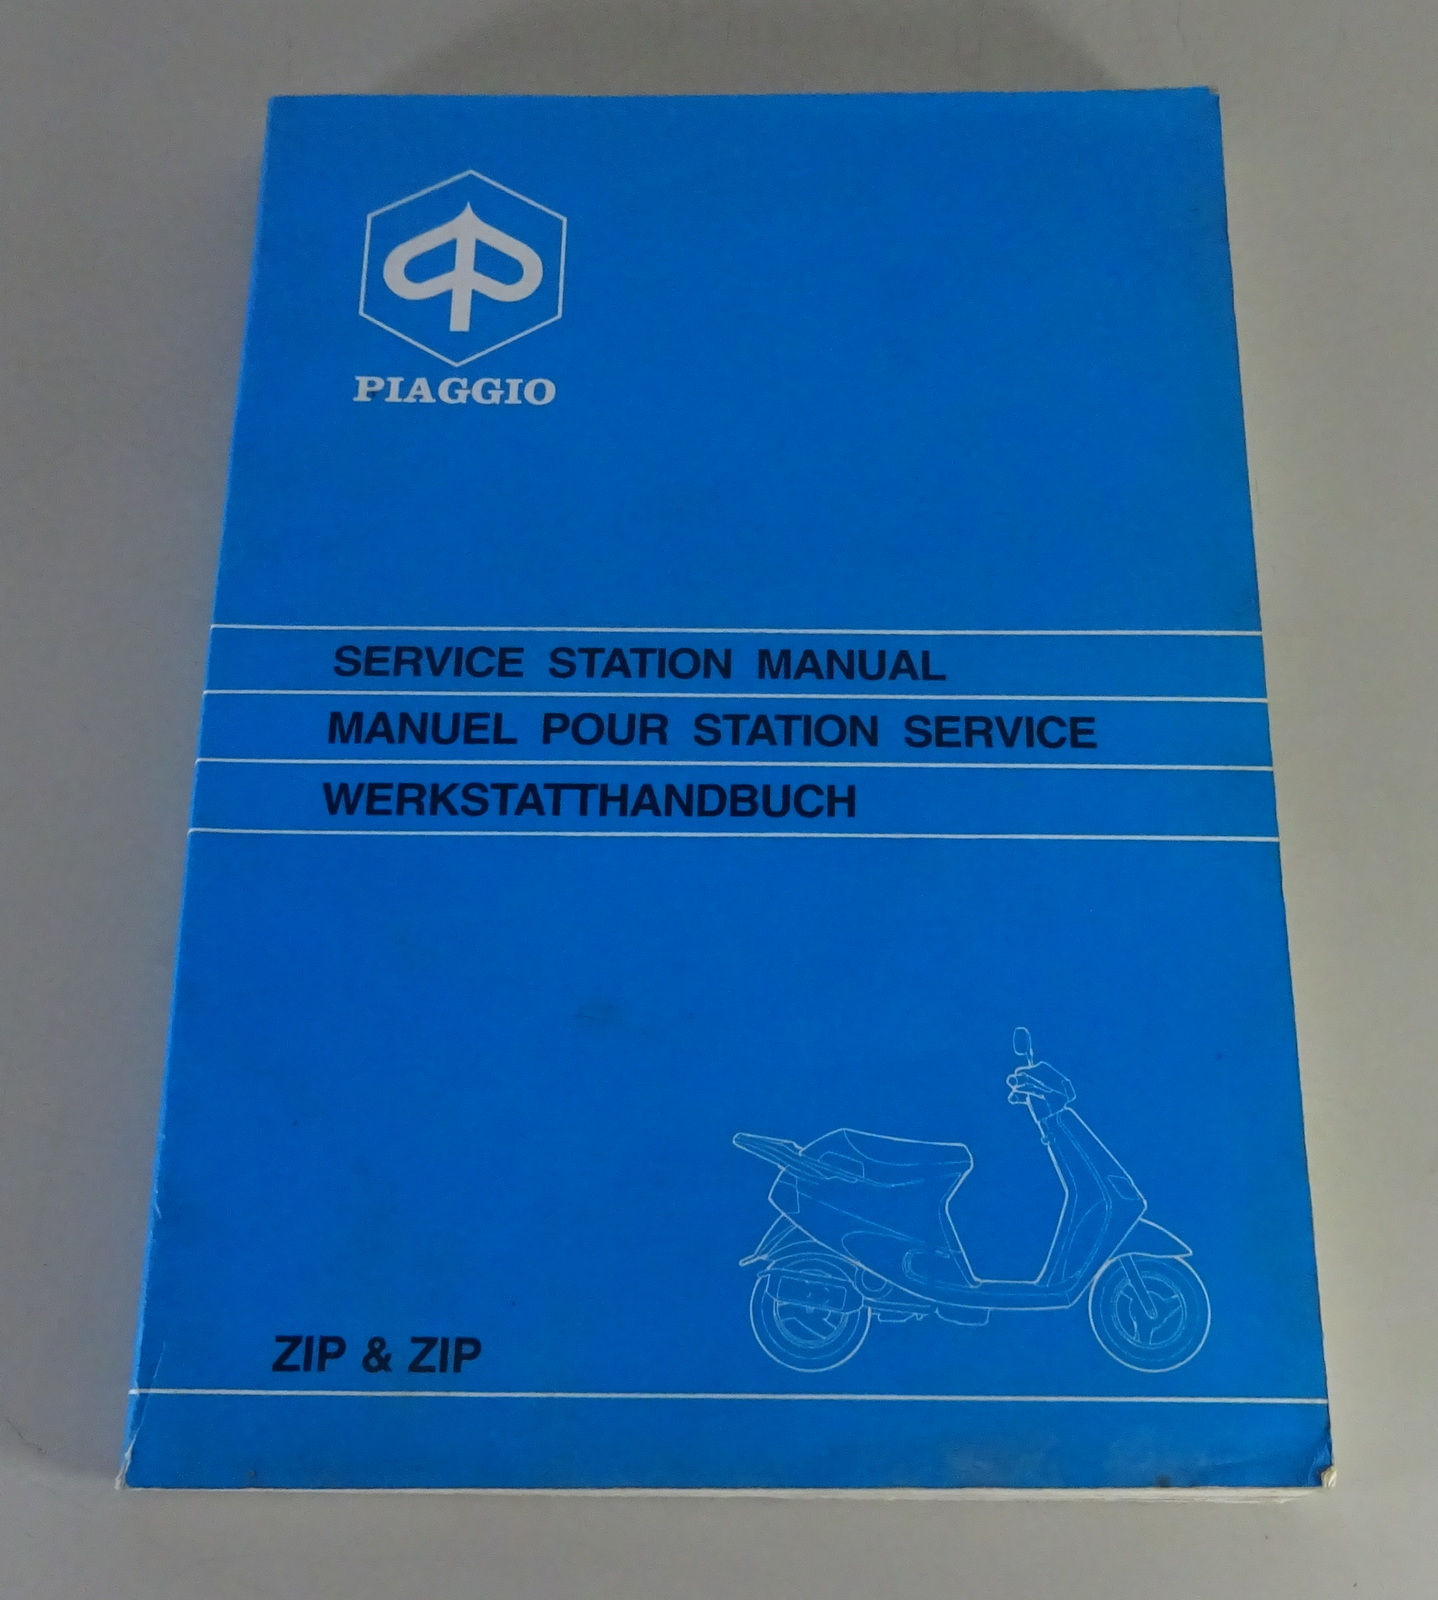 PIAGGIO
SERVICE STATION MANUAL
MANUEL POUR STATION SERVICE
WERKSTATTHANDBUCH
ZIP & ZIP